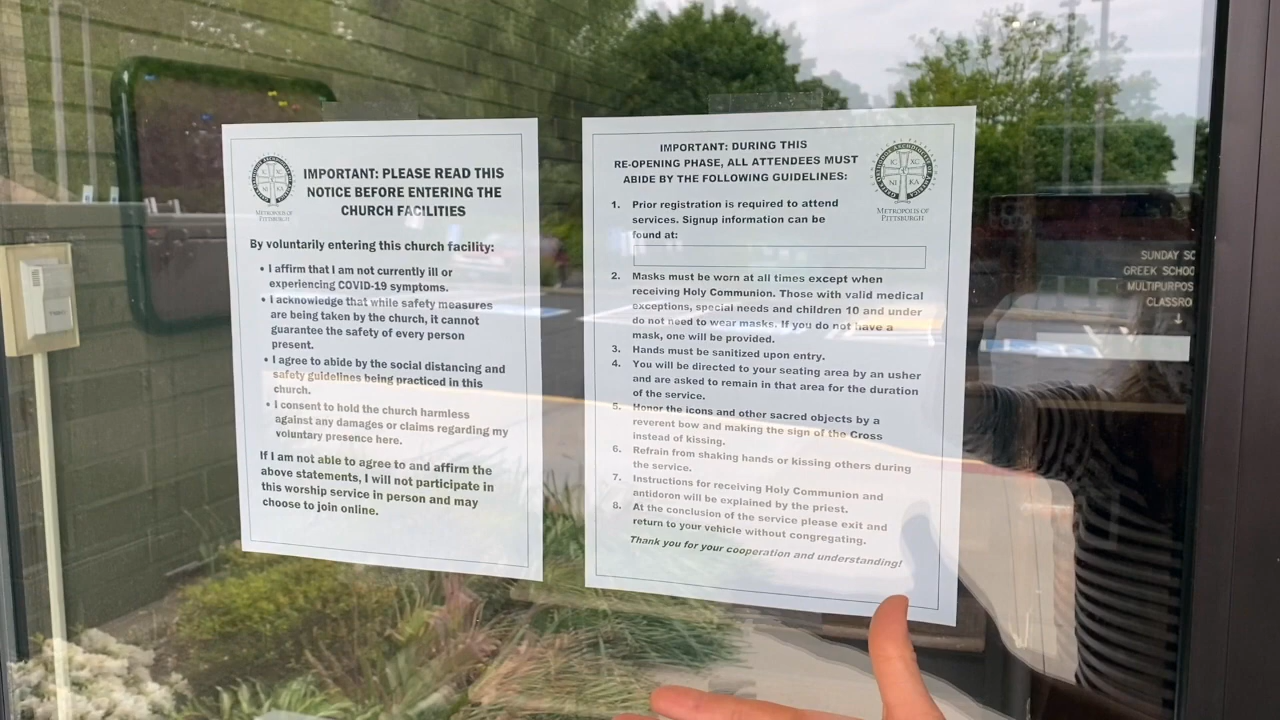 IMPORTANT: PLEASE READ THIS
NOTICE BEFORE ENTERING THE
CHURCH FACILITIES
METROPOLIS OF
PITTSBURGH
By voluntarily entering this church facility:
• I affirm that I am not currently ill or
experiencing COVID-19 symptoms.
• I acknowledge that while safety measures
are being taken by the church, it cannot
guarantee the safety of every person
present.
• I agree to abide by the social distancing and
safety guidelines being practiced in this
church.
• I consent to hold the church harmless
against any damages or claims regarding my
voluntary presence here.
If I am not able to agree to and affirm the
above statements, I will not participate in
this worship service in person and may
choose to join online.
IMPORTANT: DURING THIS
RE-OPENING PHASE, ALL ATTENDEES MUST
ABIDE BY THE FOLLOWING GUIDELINES:
IC XC
NI KA
METROPOLIS OF
PITTSBURGH
1. Prior registration is required to attend
services. Signup information can be
found at:
2. Masks must be worn at all times except when
receiving Holy Communion. Those with valid medical
exceptions, special needs and children 10 and under
do not need to wear masks. If you do not have a
mask, one will be provided.
3. Hands must be sanitized upon entry.
4. You will be directed to your seating area by an usher
and are asked to remain in that area for the duration
of the service.
5. Honor the icons and other sacred objects by a
reverent bow and making the sign of the Cross
instead of kissing.
6. Refrain from shaking hands or kissing others during
the service.
7. Instructions for receiving Holy Communion and
antidoron will be explained by the priest.
8. At the conclusion of the service please exit and
return to your vehicle without congregating.
Thank you for your cooperation and understanding!
SUNDAY SC
GREEK SCHOO
MULTIPURPOS
CLASSRO
↓